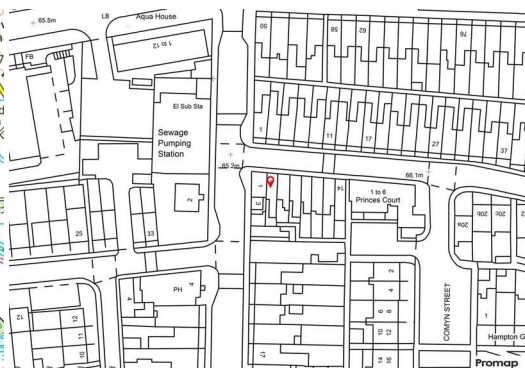 65.5m
LB
Aqua House
FB
1 to 12
50
58
62
76
El Sub Sta
Sewage
Pumping
Station
1
11
17
27
37
65.2m
66.1m
1
3
14
1 to 6
Princes Court
2
20a
20b
20c
25
33
PH
4
4
2
4
6
8
10
12
14
16
COMYN STREET
1
12
12
11
10
17
Hampton G
Promap